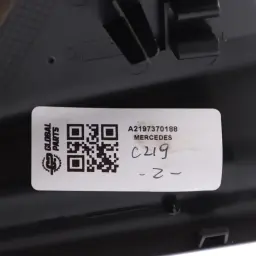 GLOBAL
PARTS
A2197370188
MERCEDES
C219
-2-